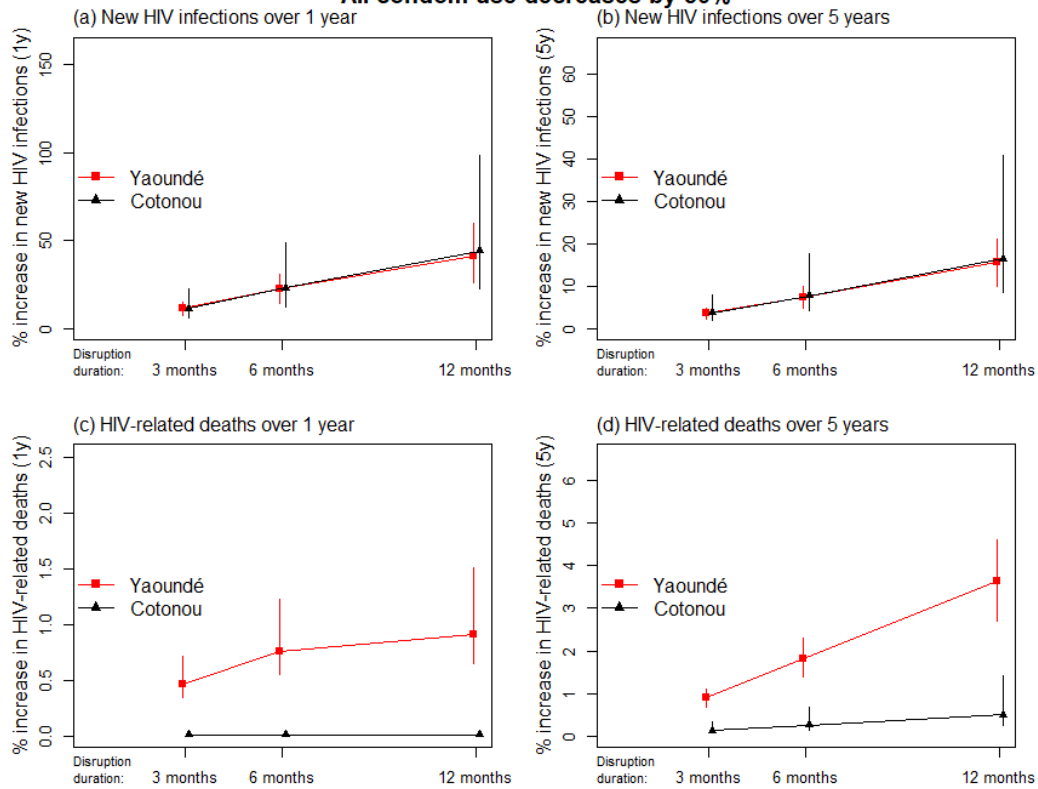 (a) New HIV infections over 1 year
% increase in new HIV infections (1y)
150
100
50
0
Yaoundé
Cotonou
Disruption
duration:
3 months
6 months
12 months
(b) New HIV infections over 5 years
% increase in new HIV infections (5y)
60
50
40
30
20
10
0
Yaoundé
Cotonou
Disruption
duration:
3 months
6 months
12 months
(c) HIV-related deaths over 1 year
% increase in HIV-related deaths (1y)
2.5
2.0
1.5
1.0
0.5
0.0
Yaoundé
Cotonou
Disruption
duration:
3 months
6 months
12 months
(d) HIV-related deaths over 5 years
% increase in HIV-related deaths (5y)
6
5
4
3
2
1
0
Yaoundé
Cotonou
Disruption
duration:
3 months
6 months
12 months